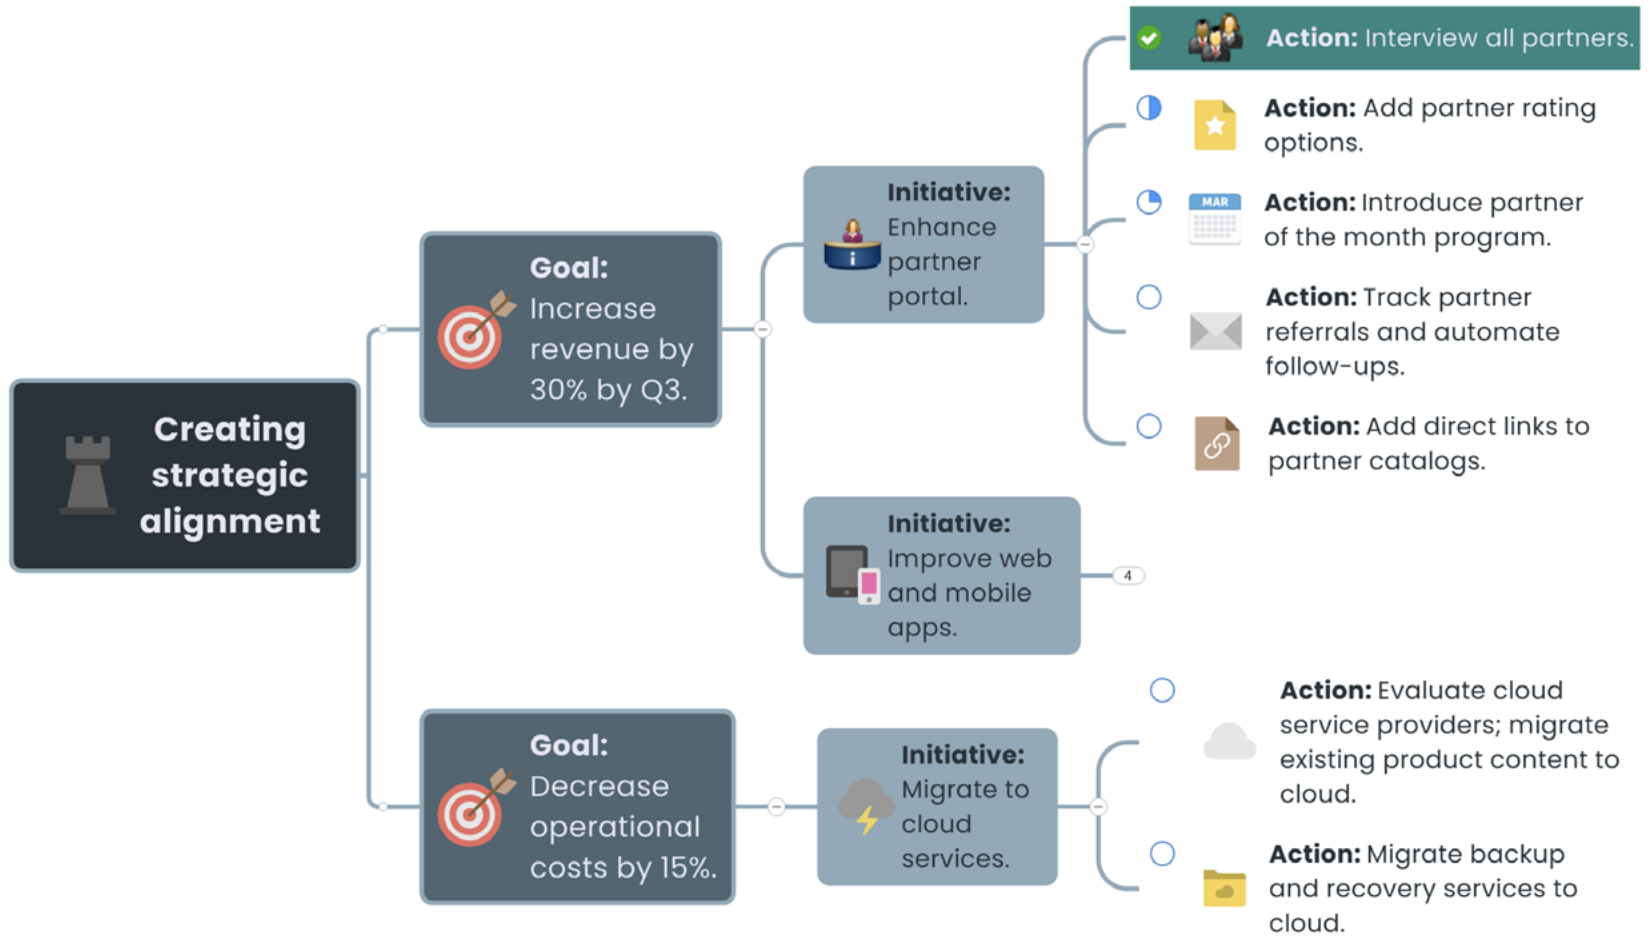 Creating
strategic
alignment
Goal:
Increase
revenue by
30% by Q3.
Initiative:
Enhance
partner
portal.
i
Action: Interview all partners.
Action: Add partner rating
options.
MAR
Action: Introduce partner
of the month program.
Action: Track partner
referrals and automate
follow-ups.
Action: Add direct links to
partner catalogs.
Initiative:
Improve web
and mobile
apps.
4
Goal:
Decrease
operational
costs by 15%.
Initiative:
Migrate to
cloud
services.
Action: Evaluate cloud
service providers; migrate
existing product content to
cloud.
Action: Migrate backup
and recovery services to
cloud.